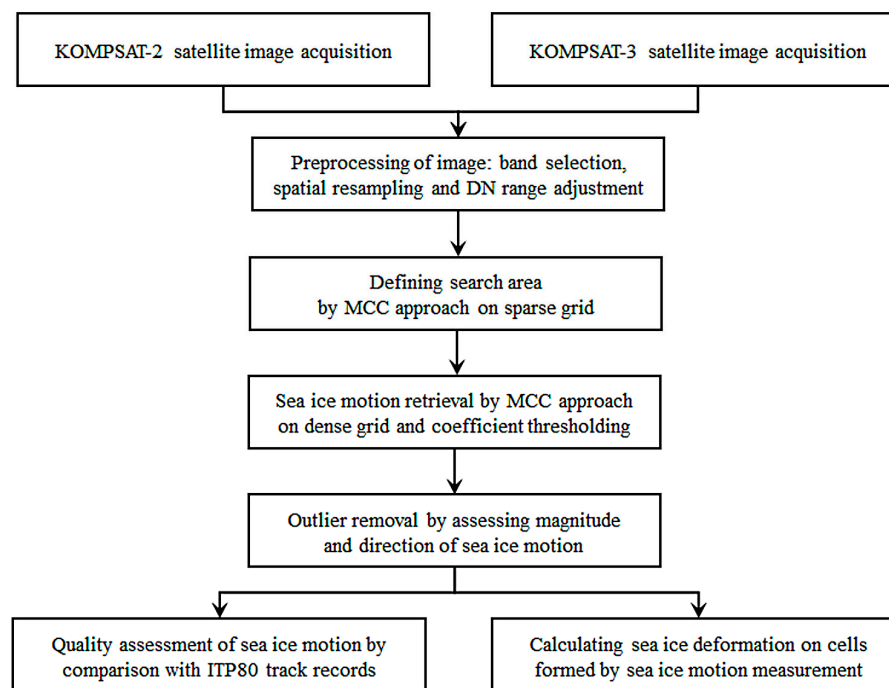 KOMPSAT-2 satellite image acquisition
KOMPSAT-3 satellite image acquisition
Preprocessing of image: band selection,
spatial resampling and DN range adjustment
Defining search area
by MCC approach on sparse grid
Sea ice motion retrieval by MCC approach
on dense grid and coefficient thresholding
Outlier removal by assessing magnitude
and direction of sea ice motion
Quality assessment of sea ice motion by
comparison with ITP80 track records
Calculating sea ice deformation on cells
formed by sea ice motion measurement